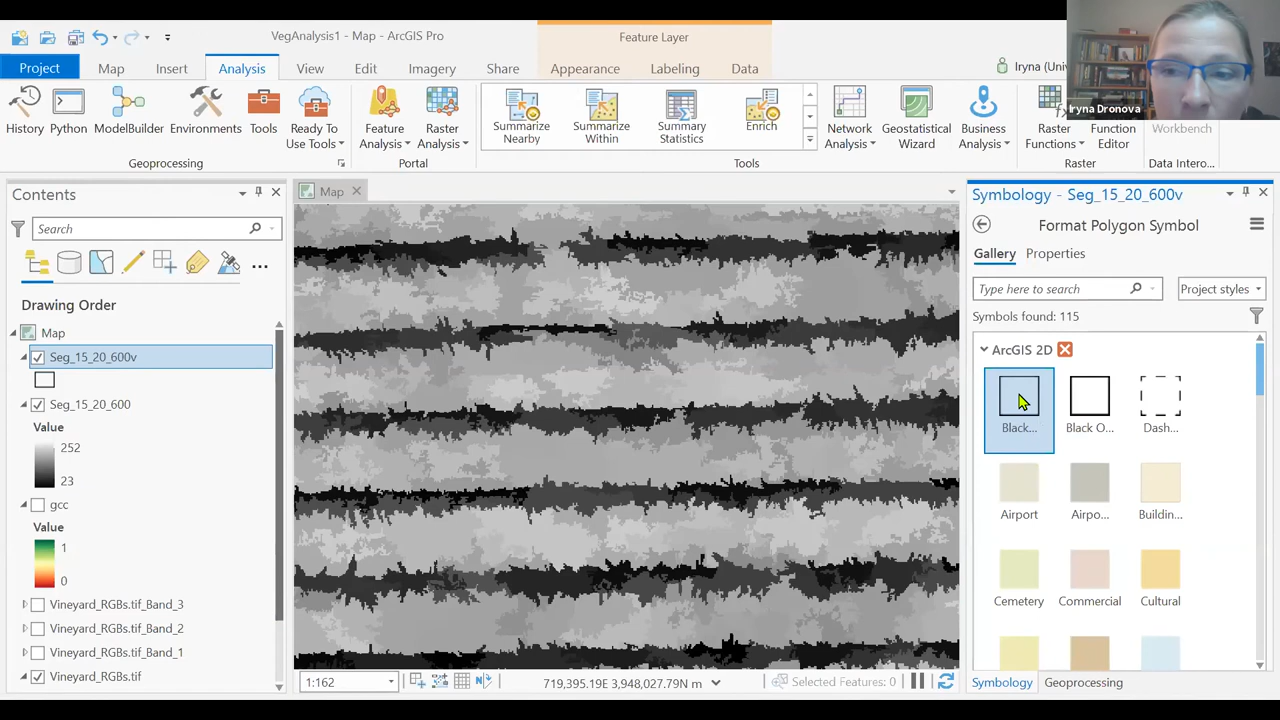 VegAnalysis1 - Map - ArcGIS Pro
Feature Layer
Iryna (Univ
Iryna Dronova
Project
Map
Insert
Analysis
View
Edit
Imagery
Share
Appearance
Labeling
Data
History
Python
ModelBuilder
Environments
Tools
Ready To
Use Tools
Feature
Analysis
Raster
Analysis
Summarize
Nearby
Summarize
Within
Summary
Statistics
Enrich
Network
Analysis
Geostatistical
Wizard
Business
Analysis
Raster
Functions
Function
Editor
Workbench
Geoprocessing
Portal
Tools
Raster
Data Intero...
Contents
Search
Drawing Order
Map
Seg_15_20_600v
Seg_15_20_600
Value
252
23
gcc
Value
1
0
Vineyard_RGBs.tif_Band_3
Vineyard_RGBs.tif_Band_2
Vineyard_RGBs.tif_Band_1
Vineyard_RGBs.tif
Map
1:162
719,395.19E 3,948,027.79N m
Selected Features: 0
Symbology - Seg_15_20_600v
Format Polygon Symbol
Gallery
Properties
Type here to search
Project styles
Symbols found: 115
ArcGIS 2D
Black...
Black O...
Dash...
Airport
Airpo...
Buildin...
Cemetery
Commercial
Cultural
Symbology
Geoprocessing